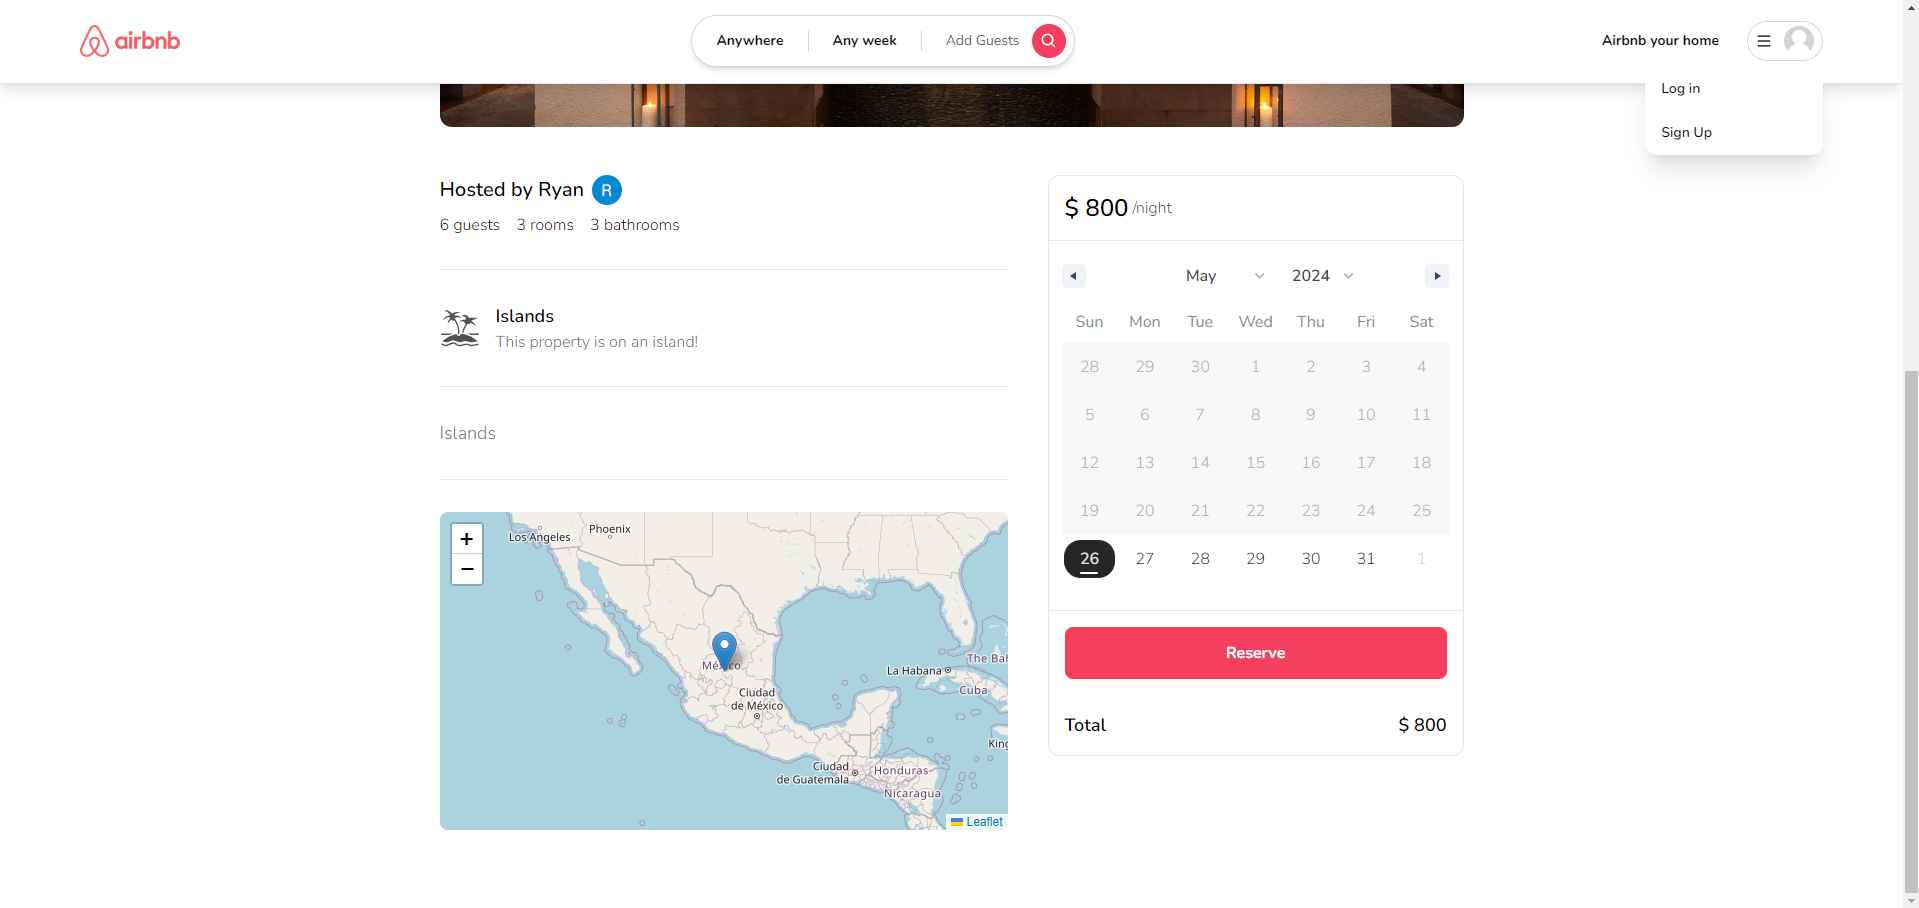 airbnb
Anywhere
Any week
Add Guests
Airbnb your home
Log in
Sign Up
Hosted by Ryan
R
6 guests 3 rooms 3 bathrooms
Islands
This property is on an island!
Islands
+
−
Phoenix
Los Angeles
México
Ciudad
de México
La Habana
The Bah
Cuba
King
Ciudad
de Guatemala
Honduras
Nicaragua
Leaflet
$ 800 /night
May 2024
Sun Mon Tue Wed Thu Fri Sat
28 29 30 1 2 3 4
5 6 7 8 9 10 11
12 13 14 15 16 17 18
19 20 21 22 23 24 25
26 27 28 29 30 31 1
Reserve
Total $ 800